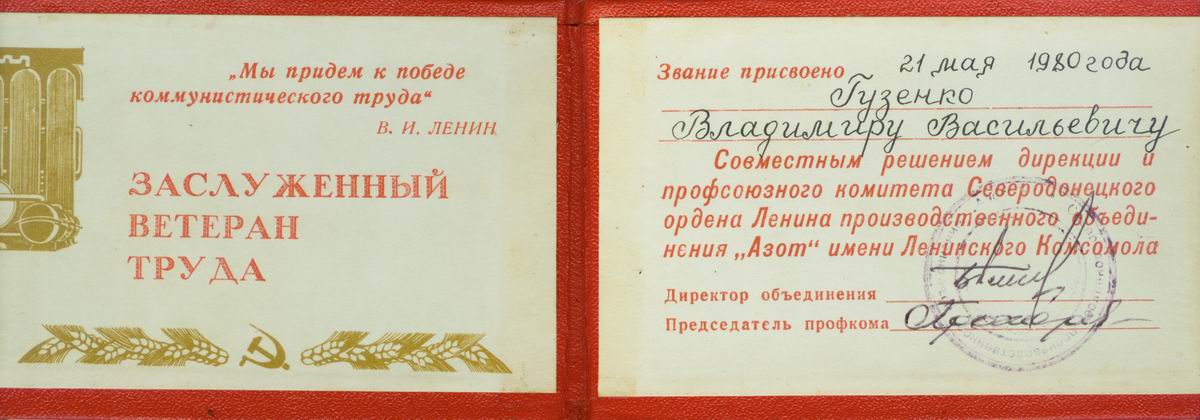 „Мы придем к победе
коммунистического труда“
В. И. ЛЕНИН
ЗАСЛУЖЕННЫЙ
ВЕТЕРАН
ТРУДА
Звание присвоено 21 мая 1980 года
Гузенко
Владимиру Васильевичу
Совместным решением дирекции и
профсоюзного комитета Северодонецкого
ордена Ленина производственного объеди-
нения „Азот“ имени Ленинского Комсомола
Директор объединения
Председатель профкома